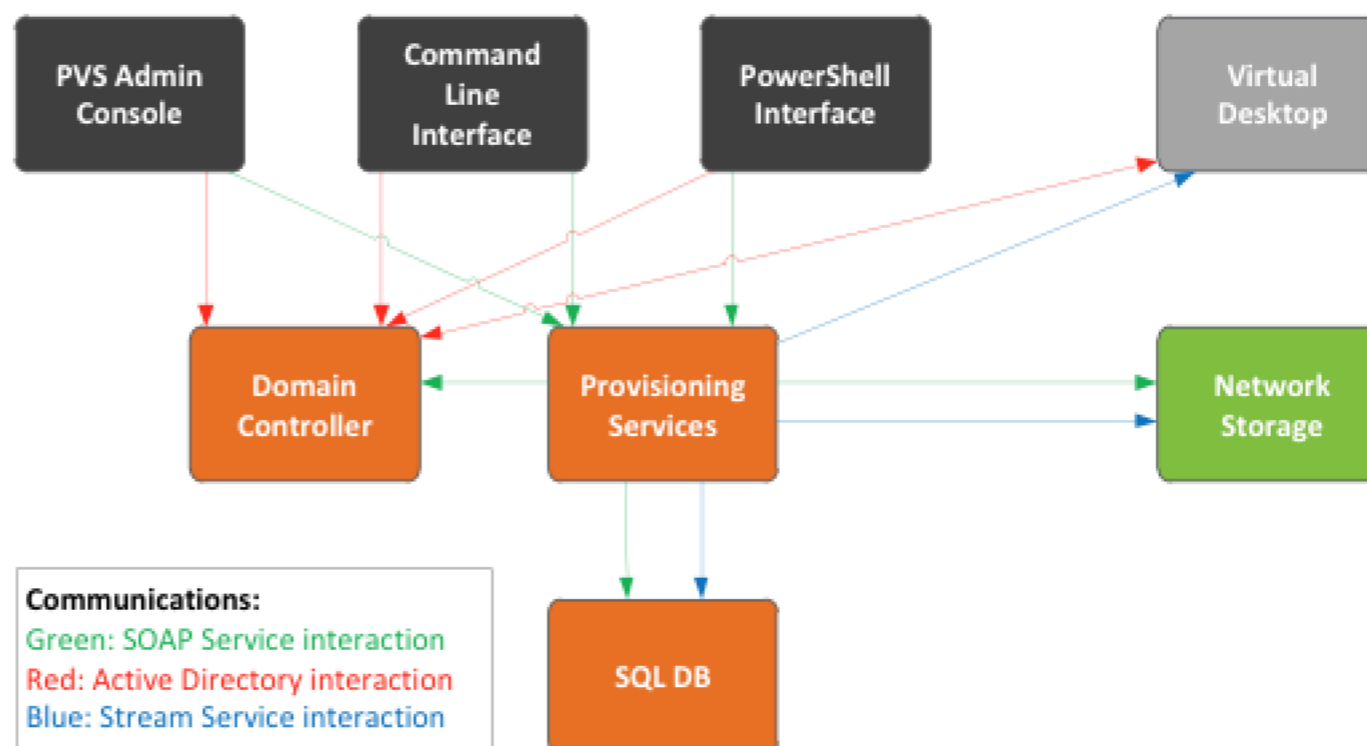 PVS Admin
Console
Command
Line
Interface
PowerShell
Interface
Virtual
Desktop
Domain
Controller
Provisioning
Services
Network
Storage
SQL DB
Communications:
Green: SOAP Service interaction
Red: Active Directory interaction
Blue: Stream Service interaction